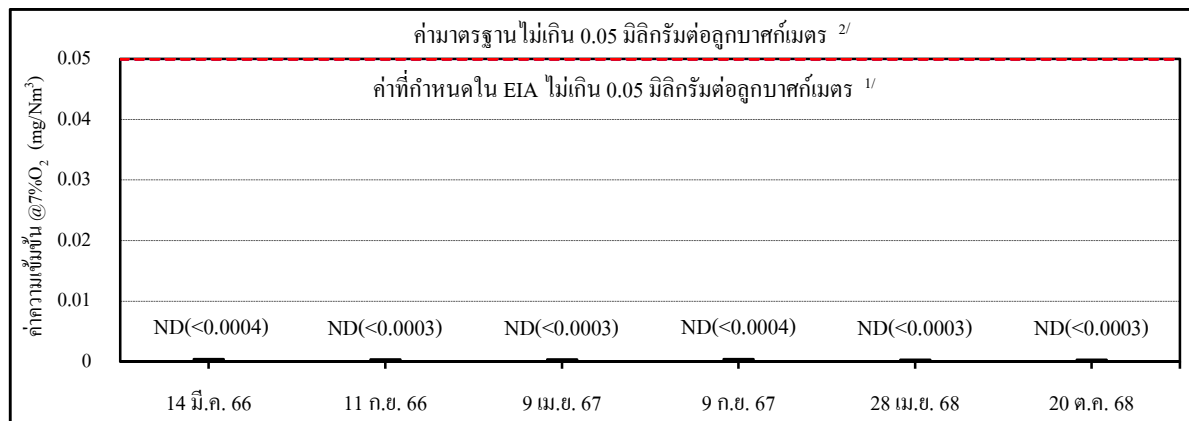 ค่ามาตรฐานไม่เกิน 0.05 มิลิกรัมต่อลูกบาศก์เมตร 2/
ค่าที่กำหนดใน EIA ไม่เกิน 0.05 มิลิกรัมต่อลูกบาศก์เมตร 1/
ค่าความเข้มข้น @7%O2 (mg/Nm3)
0.05
0.04
0.03
0.02
0.01
0
ND(<0.0004) ND(<0.0003) ND(<0.0003) ND(<0.0004) ND(<0.0003) ND(<0.0003)
14 มี.ค. 66 11 ก.ย. 66 9 เม.ย. 67 9 ก.ย. 67 28 เม.ย. 68 20 ต.ค. 68